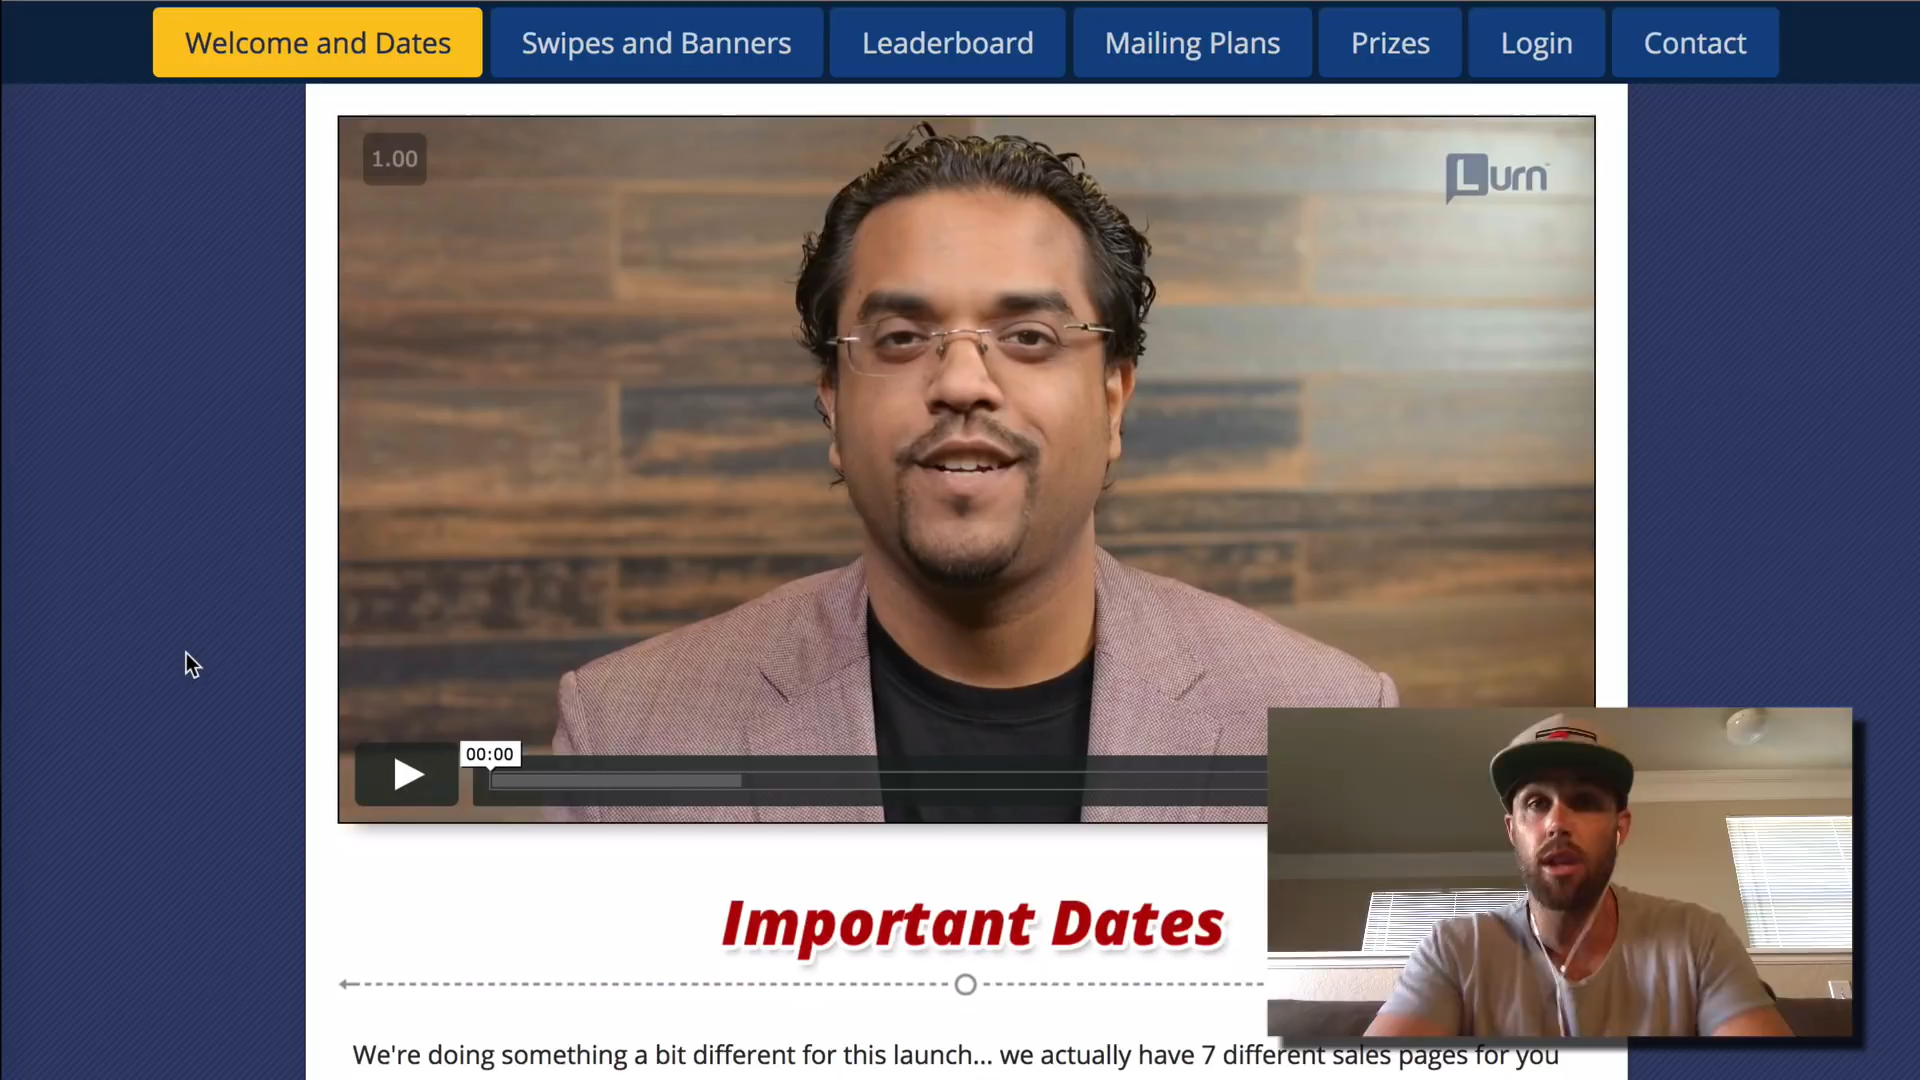 Welcome and Dates
Swipes and Banners
Leaderboard
Mailing Plans
Prizes
Login
Contact
1.00
Lurn
00:00
Important Dates
We're doing something a bit different for this launch... we actually have 7 different sales pages for you